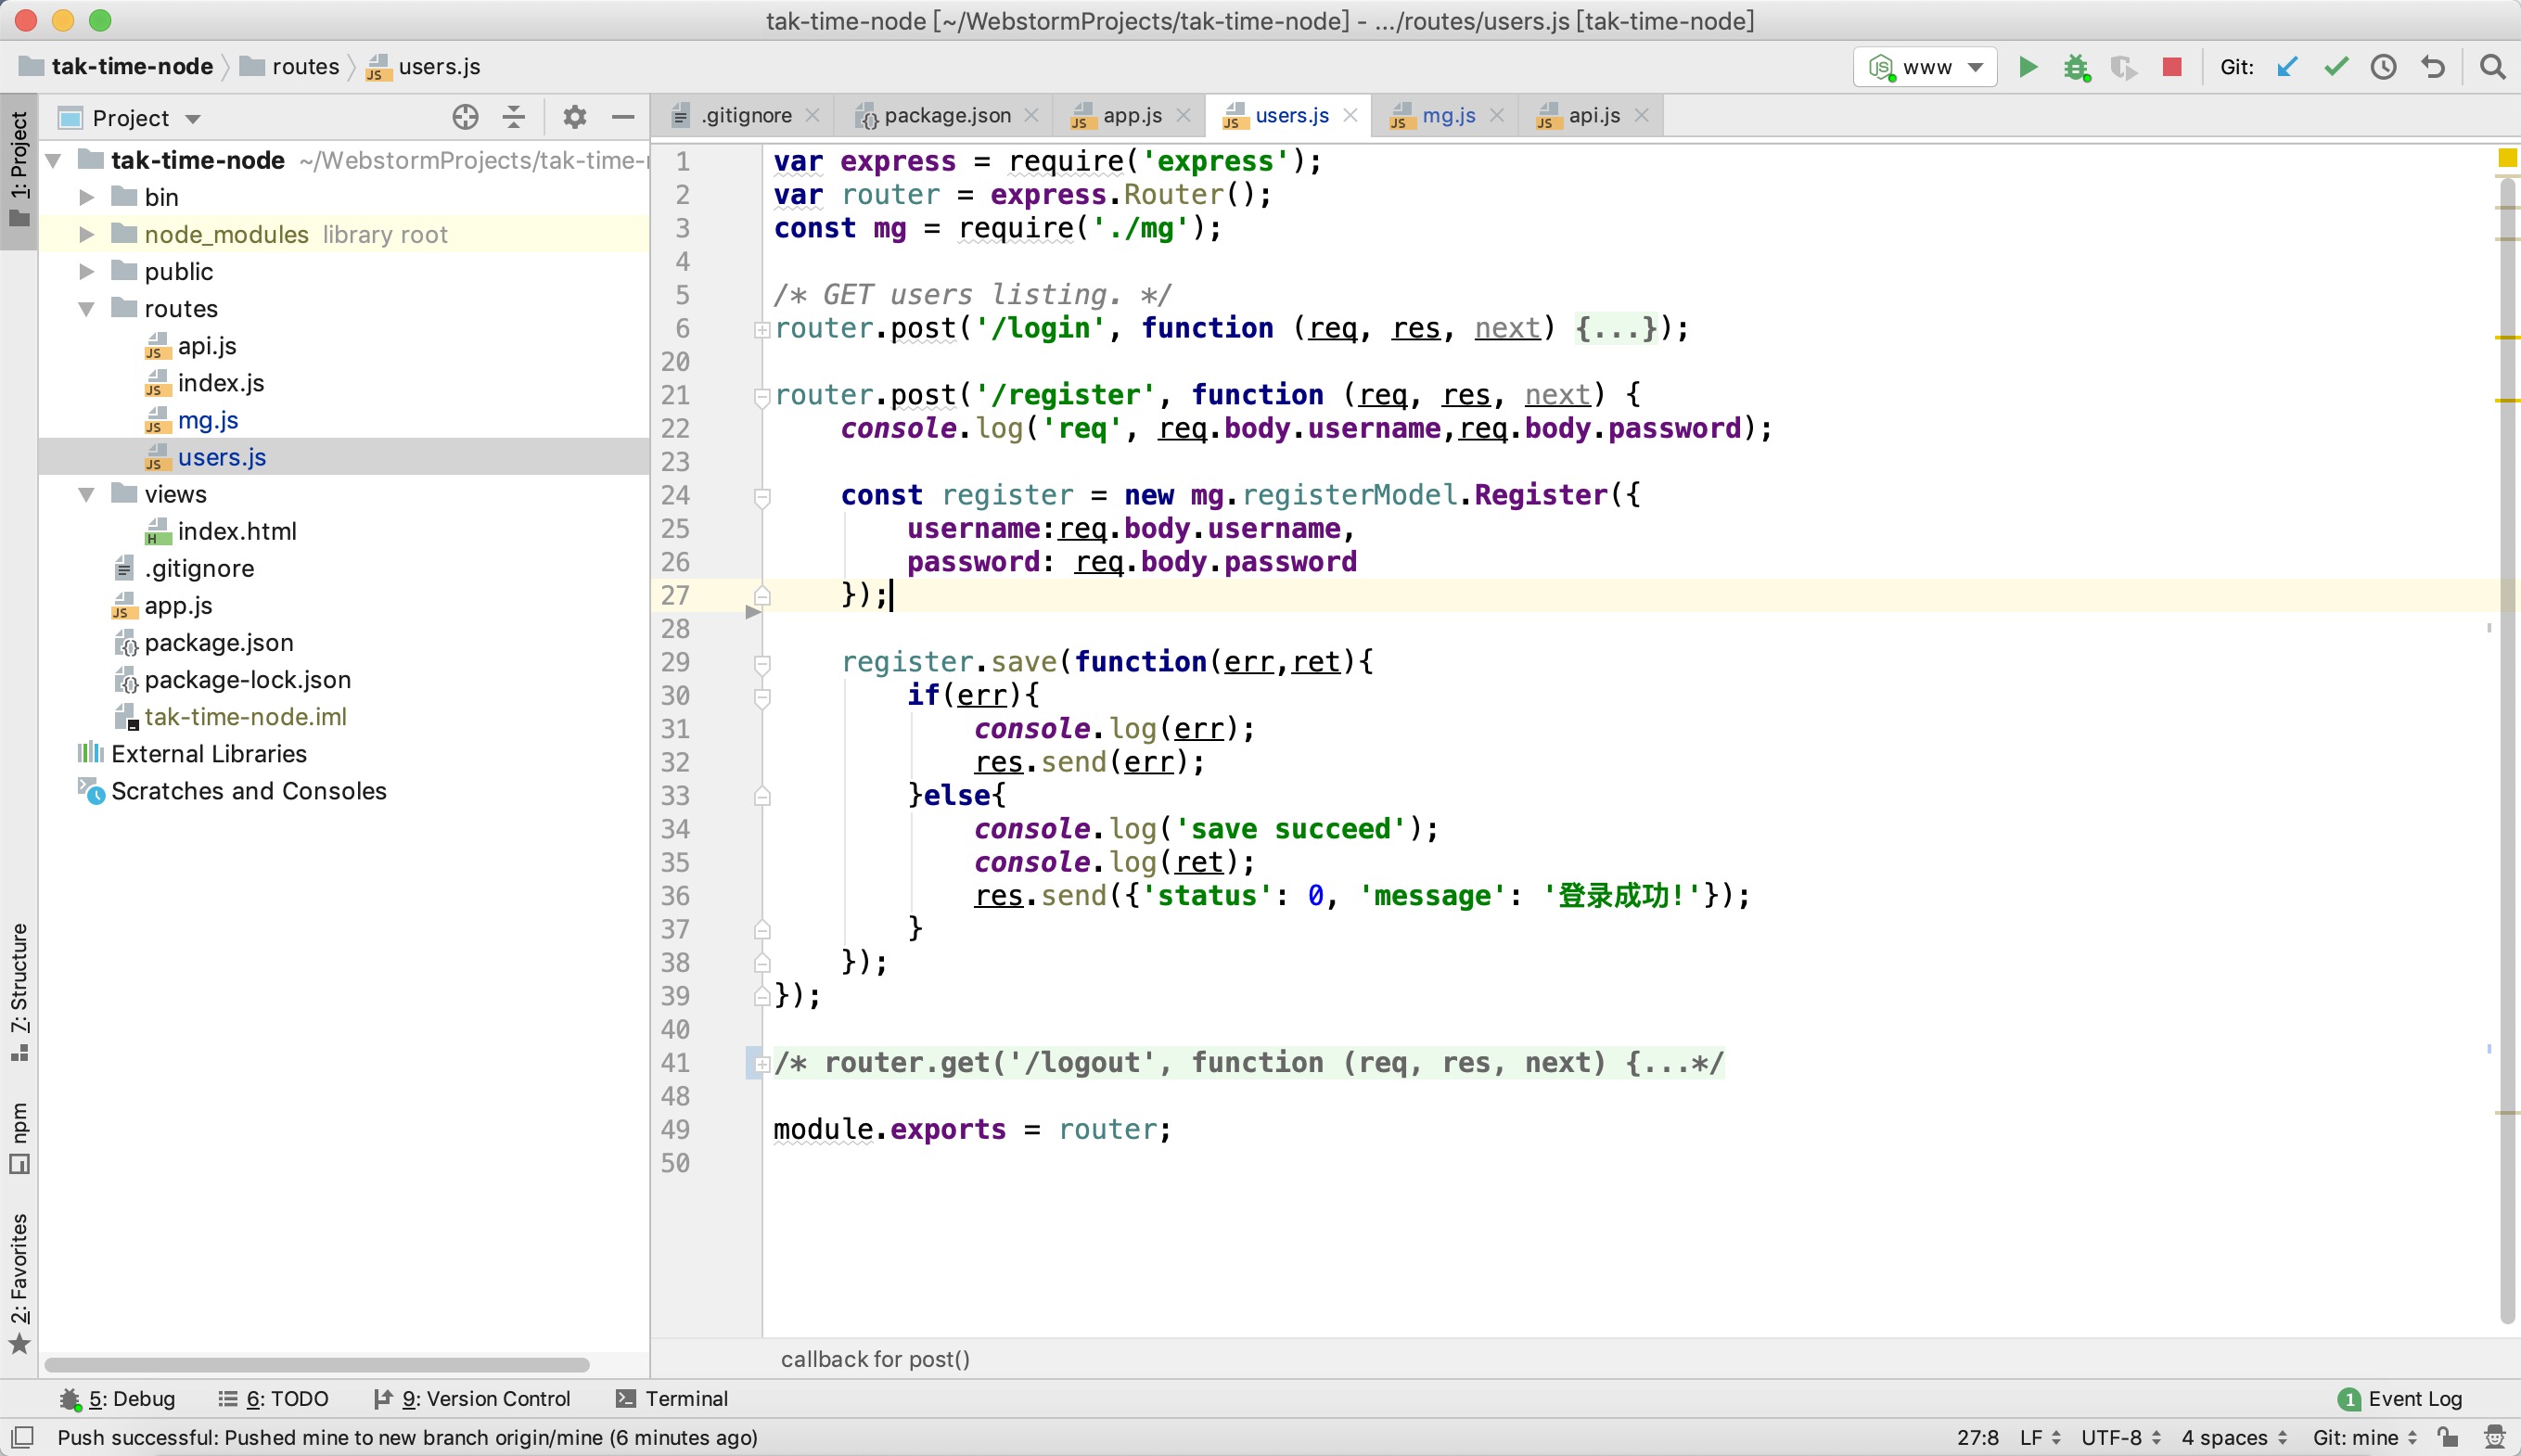 tak-time-node [~/WebstormProjects/tak-time-node] - .../routes/users.js [tak-time-node]
tak-time-node routes users.js www Git:
1: Project
7: Structure
npm
2: Favorites
Project
tak-time-node ~/WebstormProjects/tak-time-
bin
node_modules library root
public
routes
api.js
index.js
mg.js
users.js
views
index.html
.gitignore
app.js
package.json
package-lock.json
tak-time-node.iml
External Libraries
Scratches and Consoles
.gitignore package.json app.js users.js mg.js api.js
1 var express = require('express');
2 var router = express.Router();
3 const mg = require('./mg');
4
5 /* GET users listing. */
6 router.post('/login', function (req, res, next) {...});
20
21 router.post('/register', function (req, res, next) {
22 console.log('req', req.body.username,req.body.password);
23
24 const register = new mg.registerModel.Register({
25 username:req.body.username,
26 password: req.body.password
27 });
28
29 register.save(function(err,ret){
30 if(err){
31 console.log(err);
32 res.send(err);
33 }else{
34 console.log('save succeed');
35 console.log(ret);
36 res.send({'status': 0, 'message': '登录成功!'});
37 }
38 });
39 });
40
41 /* router.get('/logout', function (req, res, next) {...*/
48
49 module.exports = router;
50
callback for post()
5: Debug 6: TODO 9: Version Control Terminal 1 Event Log
Push successful: Pushed mine to new branch origin/mine (6 minutes ago) 27:8 LF UTF-8 4 spaces Git: mine